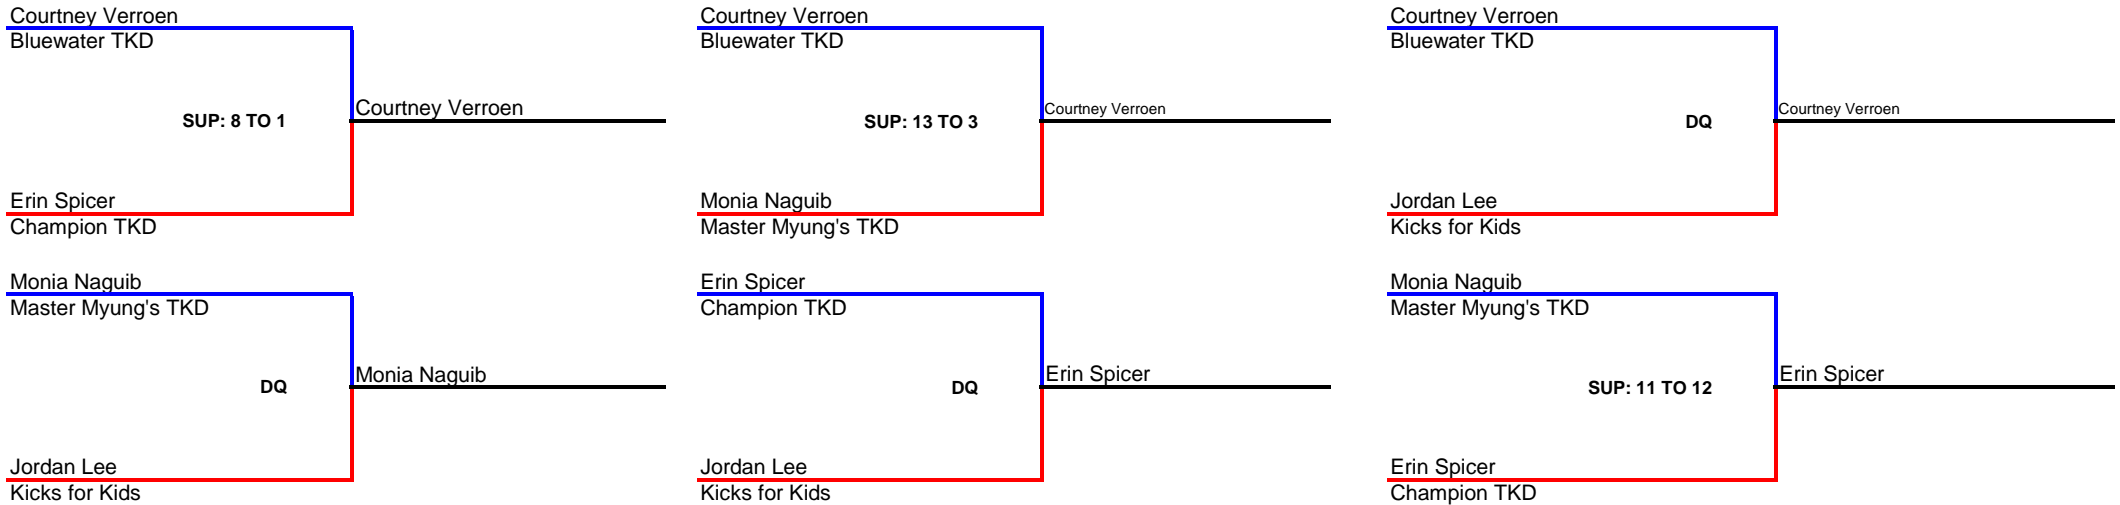 Courtney Verroen
Bluewater TKD
SUP: 8 TO 1
Courtney Verroen
Erin Spicer
Champion TKD
Courtney Verroen
Bluewater TKD
SUP: 13 TO 3
Courtney Verroen
Monia Naguib
Master Myung's TKD
Courtney Verroen
Bluewater TKD
DQ
Courtney Verroen
Jordan Lee
Kicks for Kids
Monia Naguib
Master Myung's TKD
DQ
Monia Naguib
Jordan Lee
Kicks for Kids
Erin Spicer
Champion TKD
DQ
Erin Spicer
Jordan Lee
Kicks for Kids
Monia Naguib
Master Myung's TKD
SUP: 11 TO 12
Erin Spicer
Erin Spicer
Champion TKD